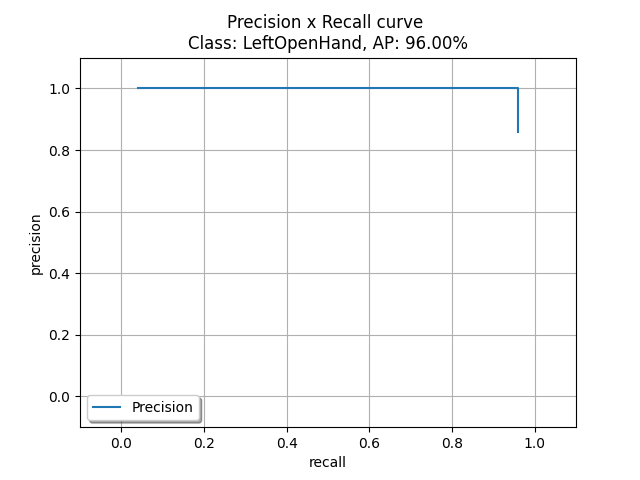 Precision x Recall curve
Class: LeftOpenHand, AP: 96.00%
1.0
0.8
0.6
0.4
0.2
0.0
precision
Precision
0.0 0.2 0.4 0.6 0.8 1.0
recall